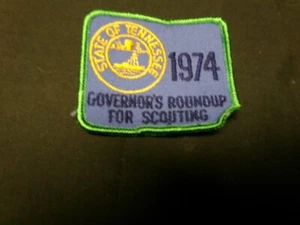 STATE OF TENNESSEE
1974
GOVERNOR'S ROUNDUP
FOR SCOUTING